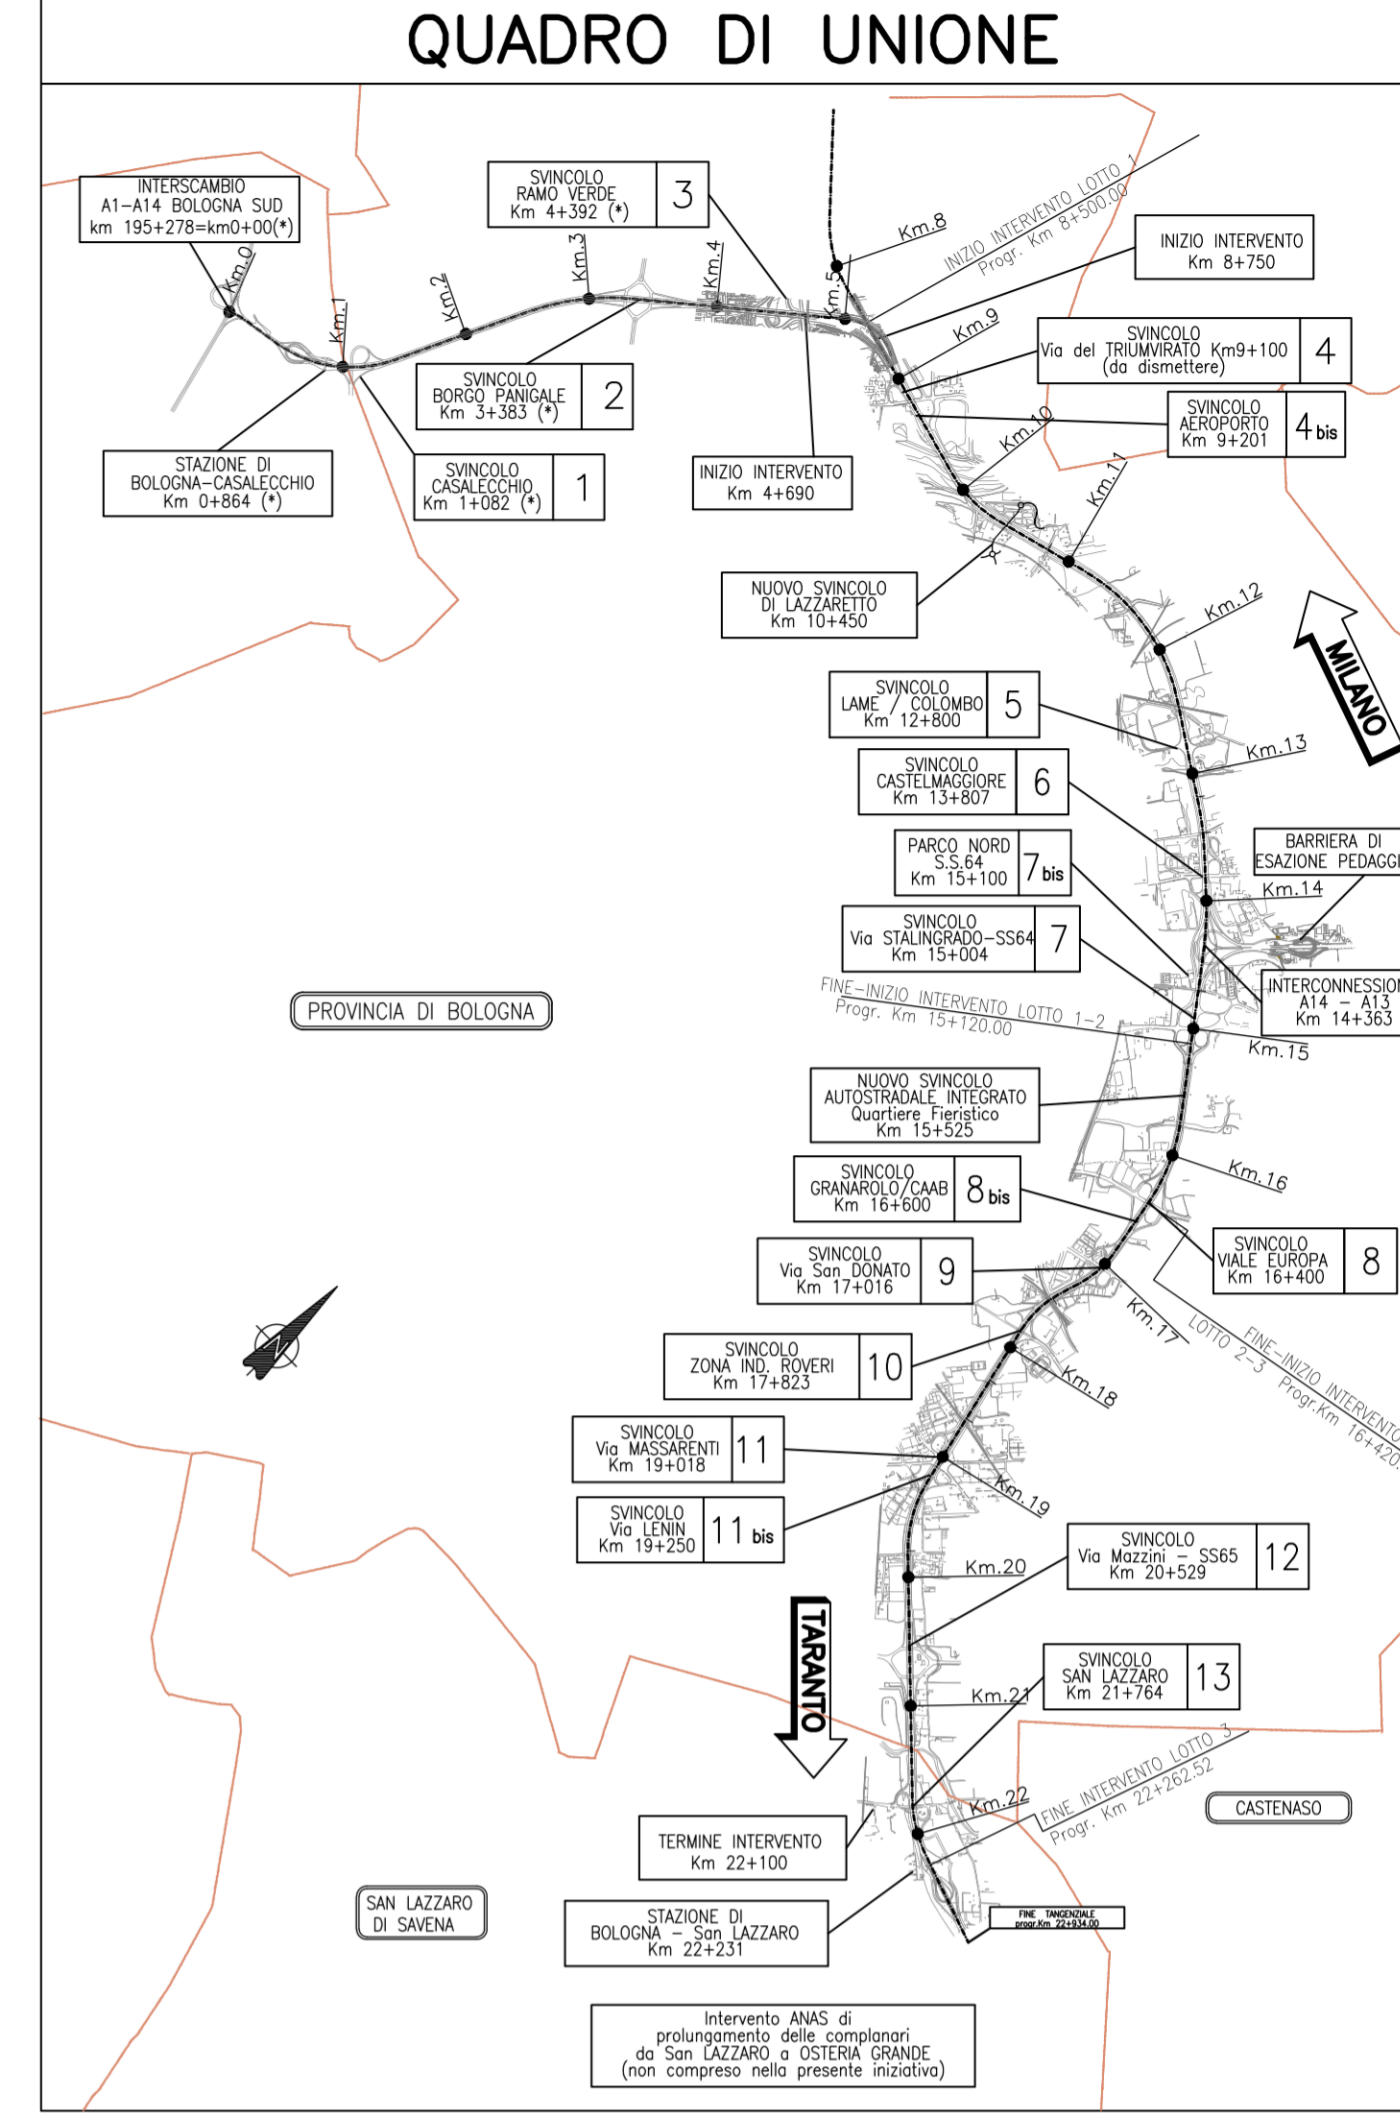 QUADRO DI UNIONE
INTERSCAMBIO
A1-A14 BOLOGNA SUD
km 195+278=km0+00(*)
SVINCOLO
RAMO VERDE
Km 4+392 (*)
3
Km.0
Km.1
Km.2
Km.3
Km.4
Km.5
Km.8
INIZIO INTERVENTO LOTTO 1
Progr. Km 8+500.00
INIZIO INTERVENTO
Km 8+750
Km.9
SVINCOLO
Via del TRIUMVIRATO Km9+100
(da dismettere)
4
SVINCOLO
BORGO PANIGALE
Km 3+383 (*)
2
SVINCOLO
AEROPORTO
Km 9+201
4 bis
Km.10
STAZIONE DI
BOLOGNA-CASALECCHIO
Km 0+864 (*)
SVINCOLO
CASALECCHIO
Km 1+082 (*)
1
INIZIO INTERVENTO
Km 4+690
Km.11
NUOVO SVINCOLO
DI LAZZARETTO
Km 10+450
Km.12
MILANO
SVINCOLO
LAME / COLOMBO
Km 12+800
5
Km.13
SVINCOLO
CASTELMAGGIORE
Km 13+807
6
PARCO NORD
S.S.64
Km 15+100
7 bis
BARRIERA DI
ESAZIONE PEDAGGI
Km.14
SVINCOLO
Via STALINGRADO-SS64
Km 15+004
7
INTERCONNESSION
A14 - A13
Km 14+363
FINE-INIZIO INTERVENTO LOTTO 1-2
Progr. Km 15+120.00
PROVINCIA DI BOLOGNA
Km.15
NUOVO SVINCOLO
AUTOSTRADALE INTEGRATO
Quartiere Fieristico
Km 15+525
Km.16
SVINCOLO
GRANAROLO/CAAB
Km 16+600
8 bis
SVINCOLO
VIALE EUROPA
Km 16+400
8
SVINCOLO
Via San DONATO
Km 17+016
9
Km.17
FINE-INIZIO INTERVENTO
LOTTO 2-3 Progr.Km 16+420.
SVINCOLO
ZONA IND. ROVERI
Km 17+823
10
Km.18
SVINCOLO
Via MASSARENTI
Km 19+018
11
Km.19
SVINCOLO
Via LENIN
Km 19+250
11 bis
SVINCOLO
Via Mazzini - SS65
Km 20+529
12
Km.20
TARANTO
SVINCOLO
SAN LAZZARO
Km 21+764
13
Km.21
Km.22
FINE INTERVENTO LOTTO 3
Progr. Km 22+262.52
CASTENASO
TERMINE INTERVENTO
Km 22+100
SAN LAZZARO
DI SAVENA
STAZIONE DI
BOLOGNA - San LAZZARO
Km 22+231
FINE TANGENZIALE
progr.Km 22+934.00
Intervento ANAS di
prolungamento delle complanari
da San LAZZARO a OSTERIA GRANDE
(non compreso nella presente iniziativa)